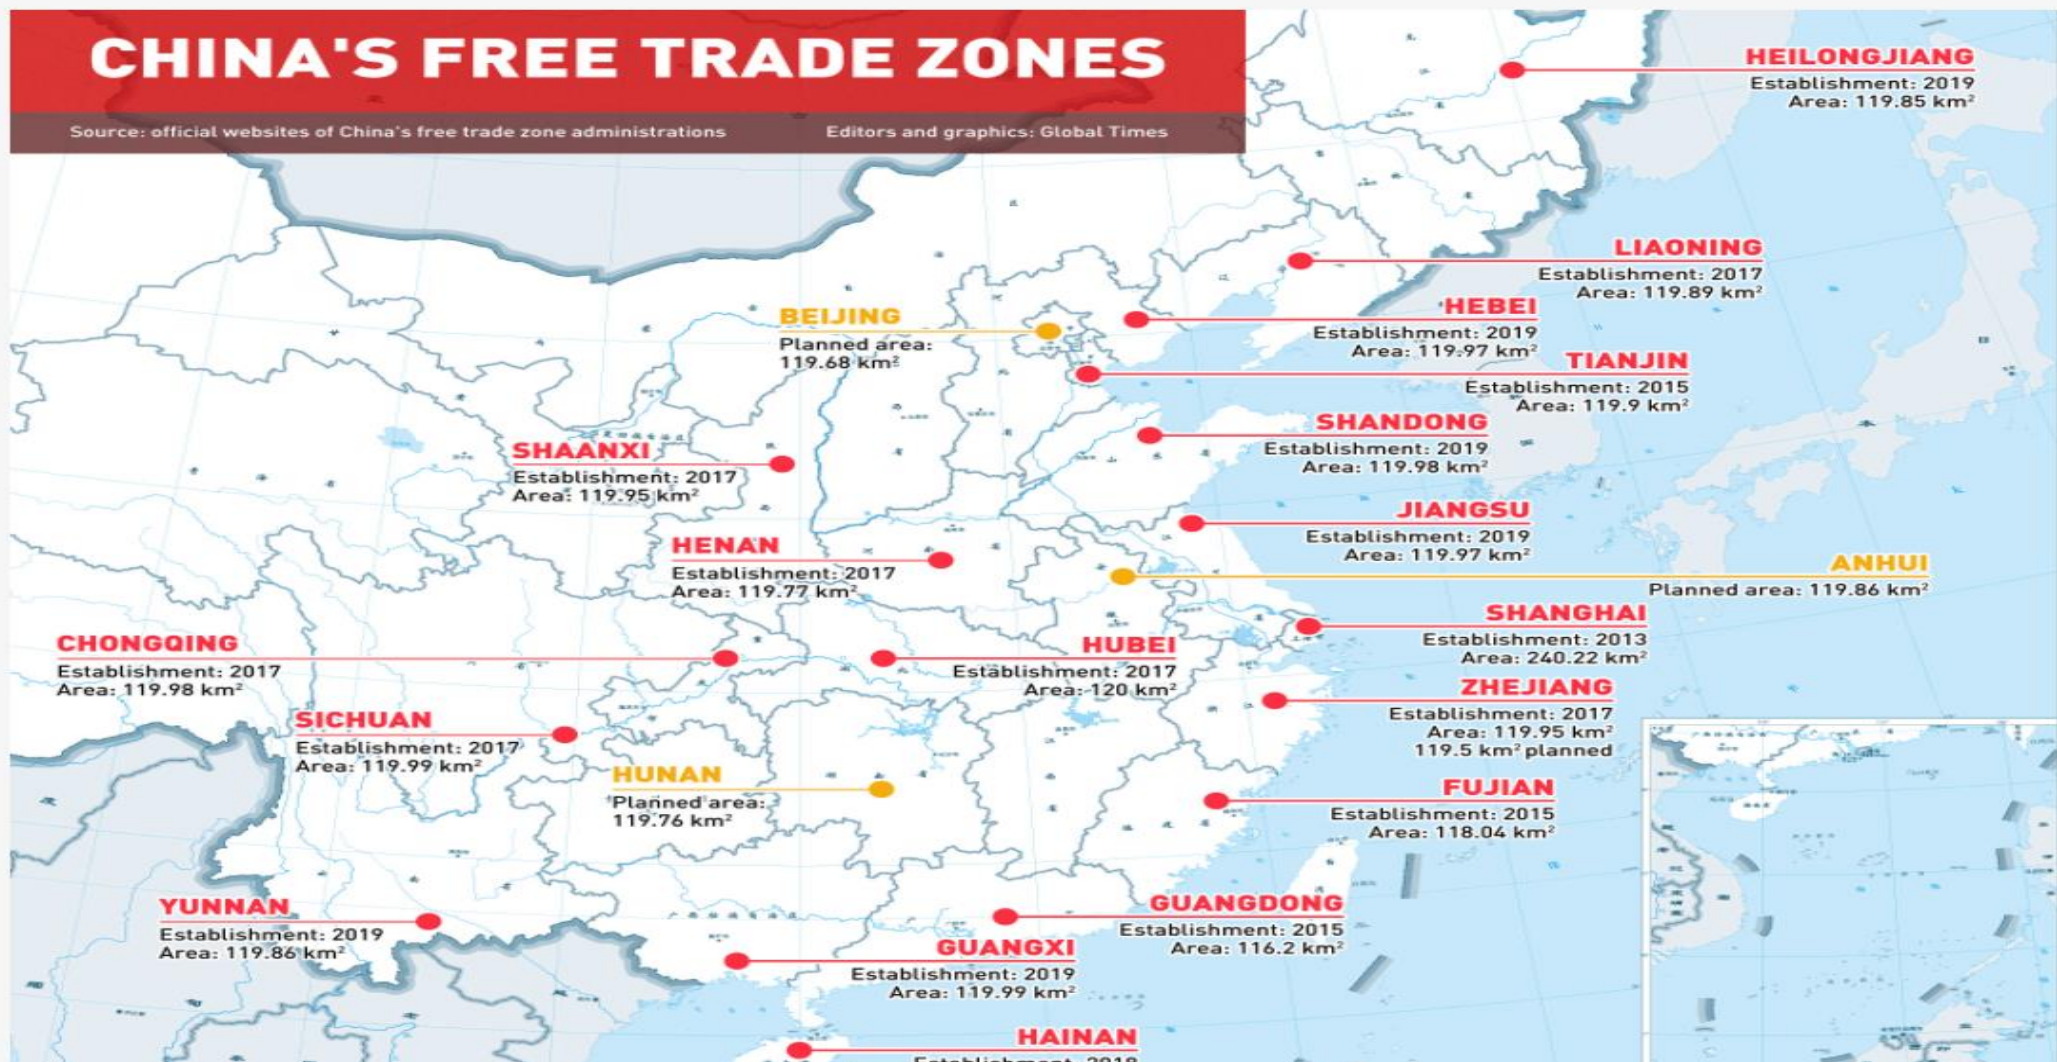 CHINA'S FREE TRADE ZONES
Source: official websites of China's free trade zone administrations
Editors and graphics: Global Times
HEILONGJIANG
Establishment: 2019
Area: 119.85 km²
LIAONING
Establishment: 2017
Area: 119.89 km²
BEIJING
Planned area:
119.68 km²
HEBEI
Establishment: 2019
Area: 119.97 km²
TIANJIN
Establishment: 2015
Area: 119.9 km²
SHANDONG
Establishment: 2019
Area: 119.98 km²
SHAANXI
Establishment: 2017
Area: 119.95 km²
JIANGSU
Establishment: 2019
Area: 119.97 km²
HENAN
Establishment: 2017
Area: 119.77 km²
ANHUI
Planned area: 119.86 km²
SHANGHAI
Establishment: 2013
Area: 240.22 km²
CHONGQING
Establishment: 2017
Area: 119.98 km²
HUBEI
Establishment: 2017
Area: 120 km²
ZHEJIANG
Establishment: 2017
Area: 119.95 km²
119.5 km² planned
SICHUAN
Establishment: 2017
Area: 119.99 km²
HUNAN
Planned area:
119.76 km²
FUJIAN
Establishment: 2015
Area: 118.04 km²
YUNNAN
Establishment: 2019
Area: 119.86 km²
GUANGDONG
Establishment: 2015
Area: 116.2 km²
GUANGXI
Establishment: 2019
Area: 119.99 km²
HAINAN
Establishment: 2018